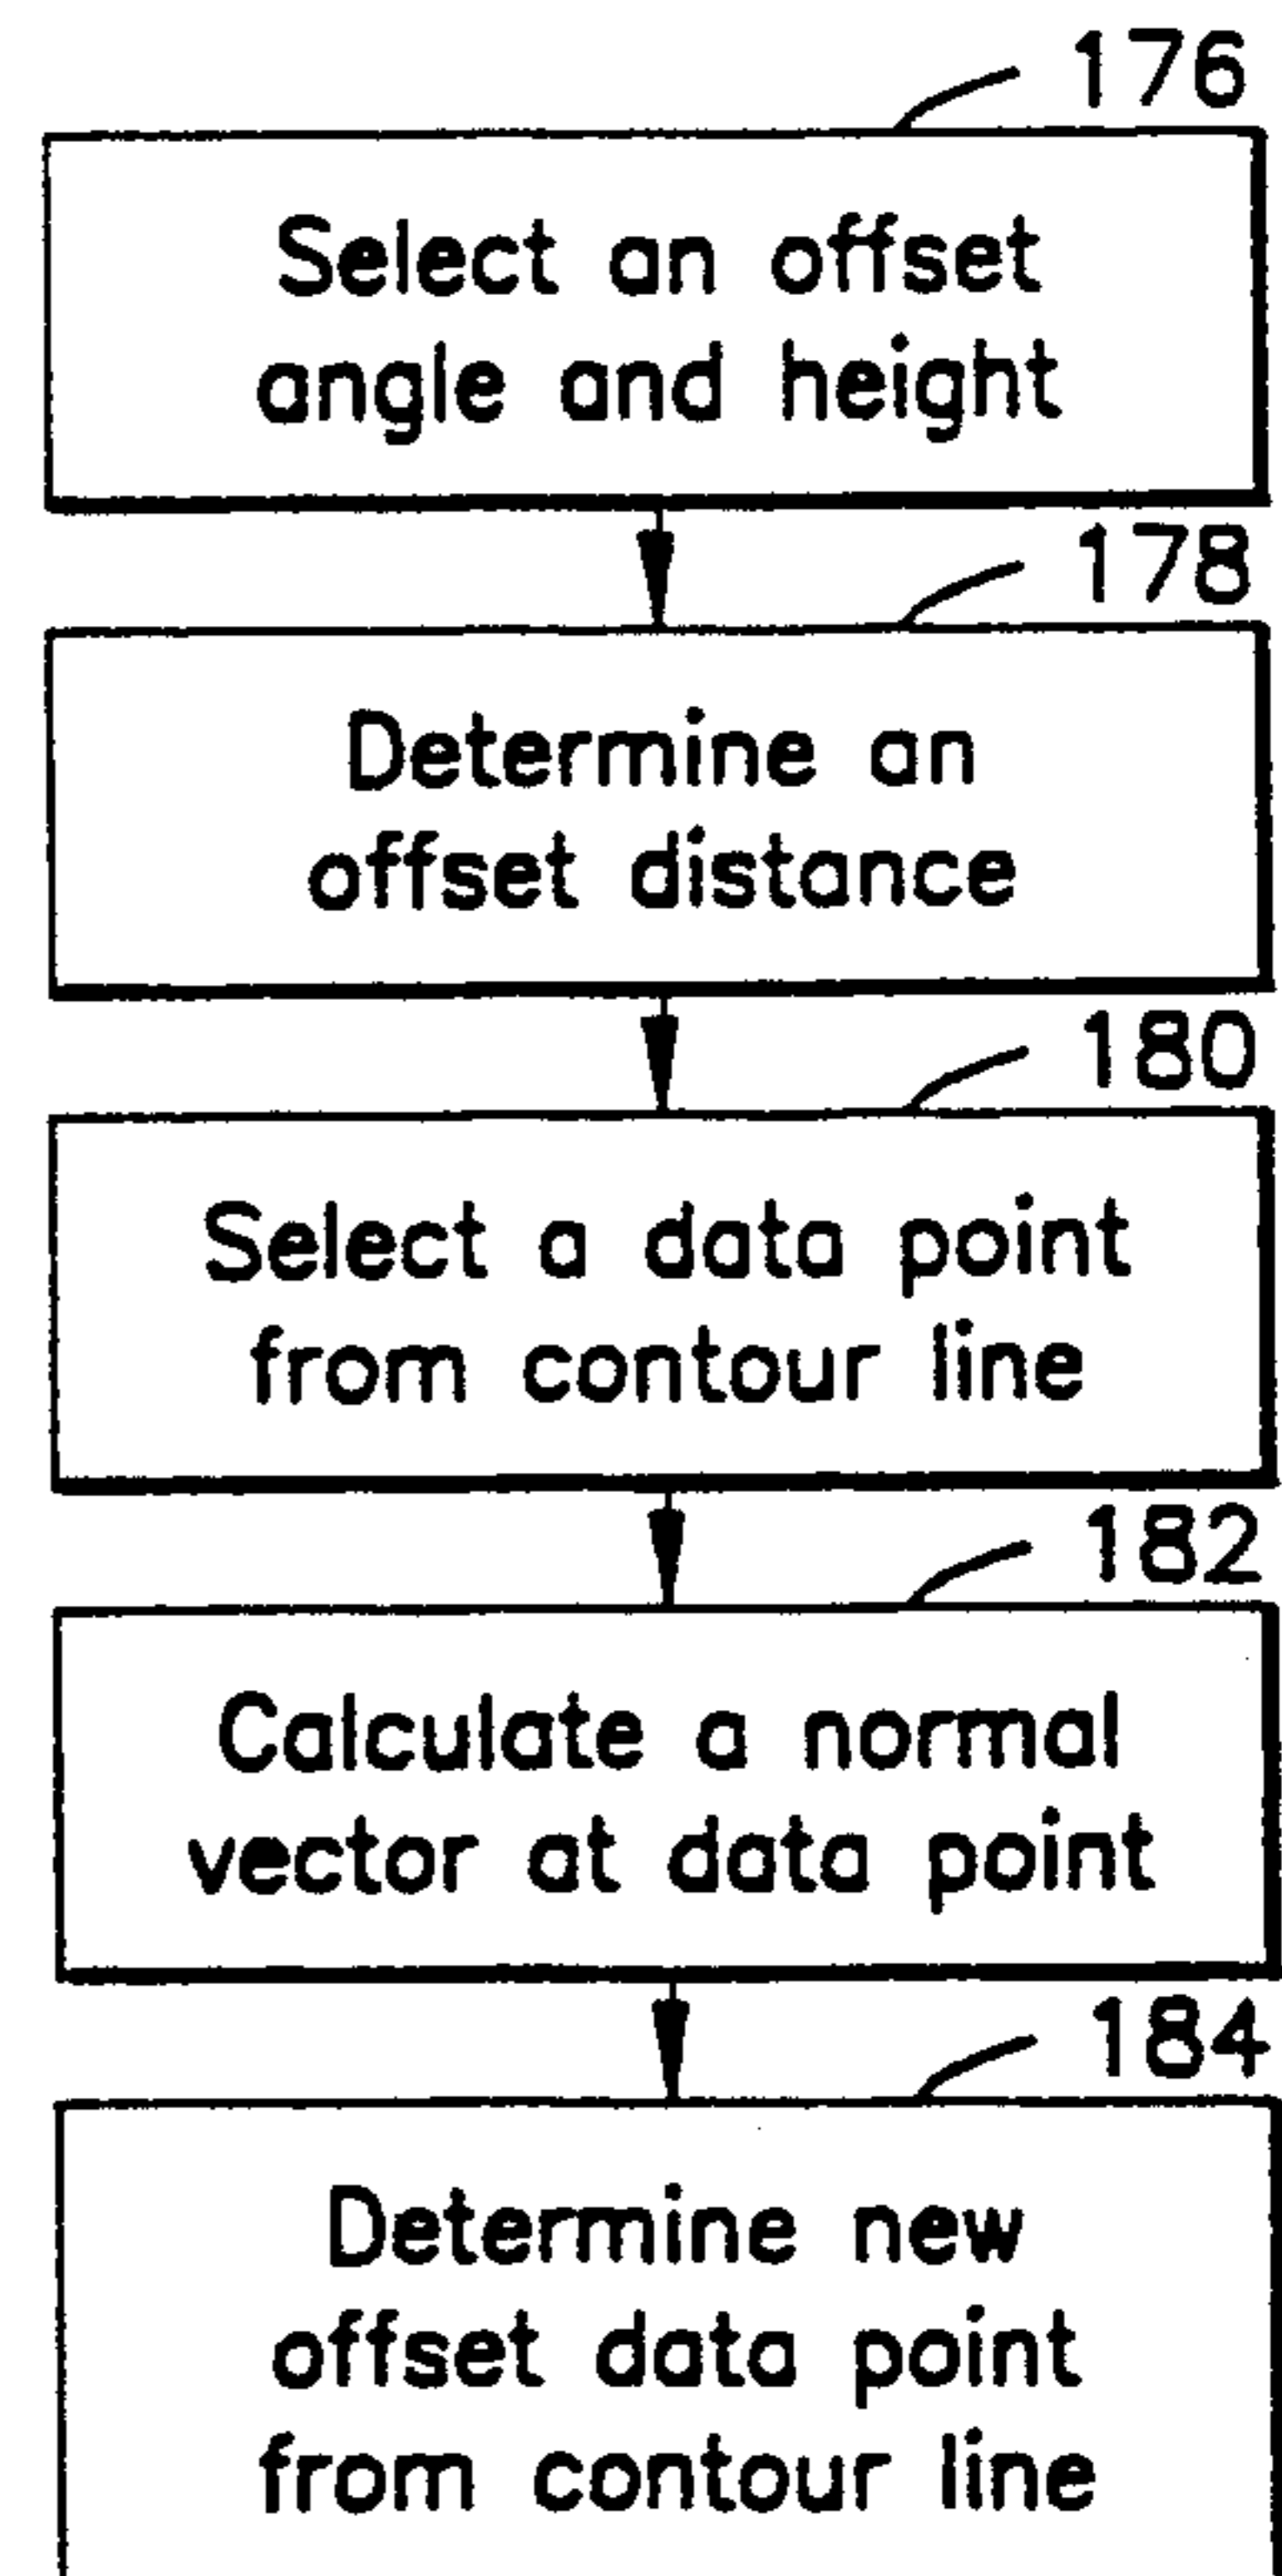 176
Select an offset
angle and height
178
Determine an
offset distance
180
Select a data point
from contour line
182
Calculate a normal
vector at data point
184
Determine new
offset data point
from contour line